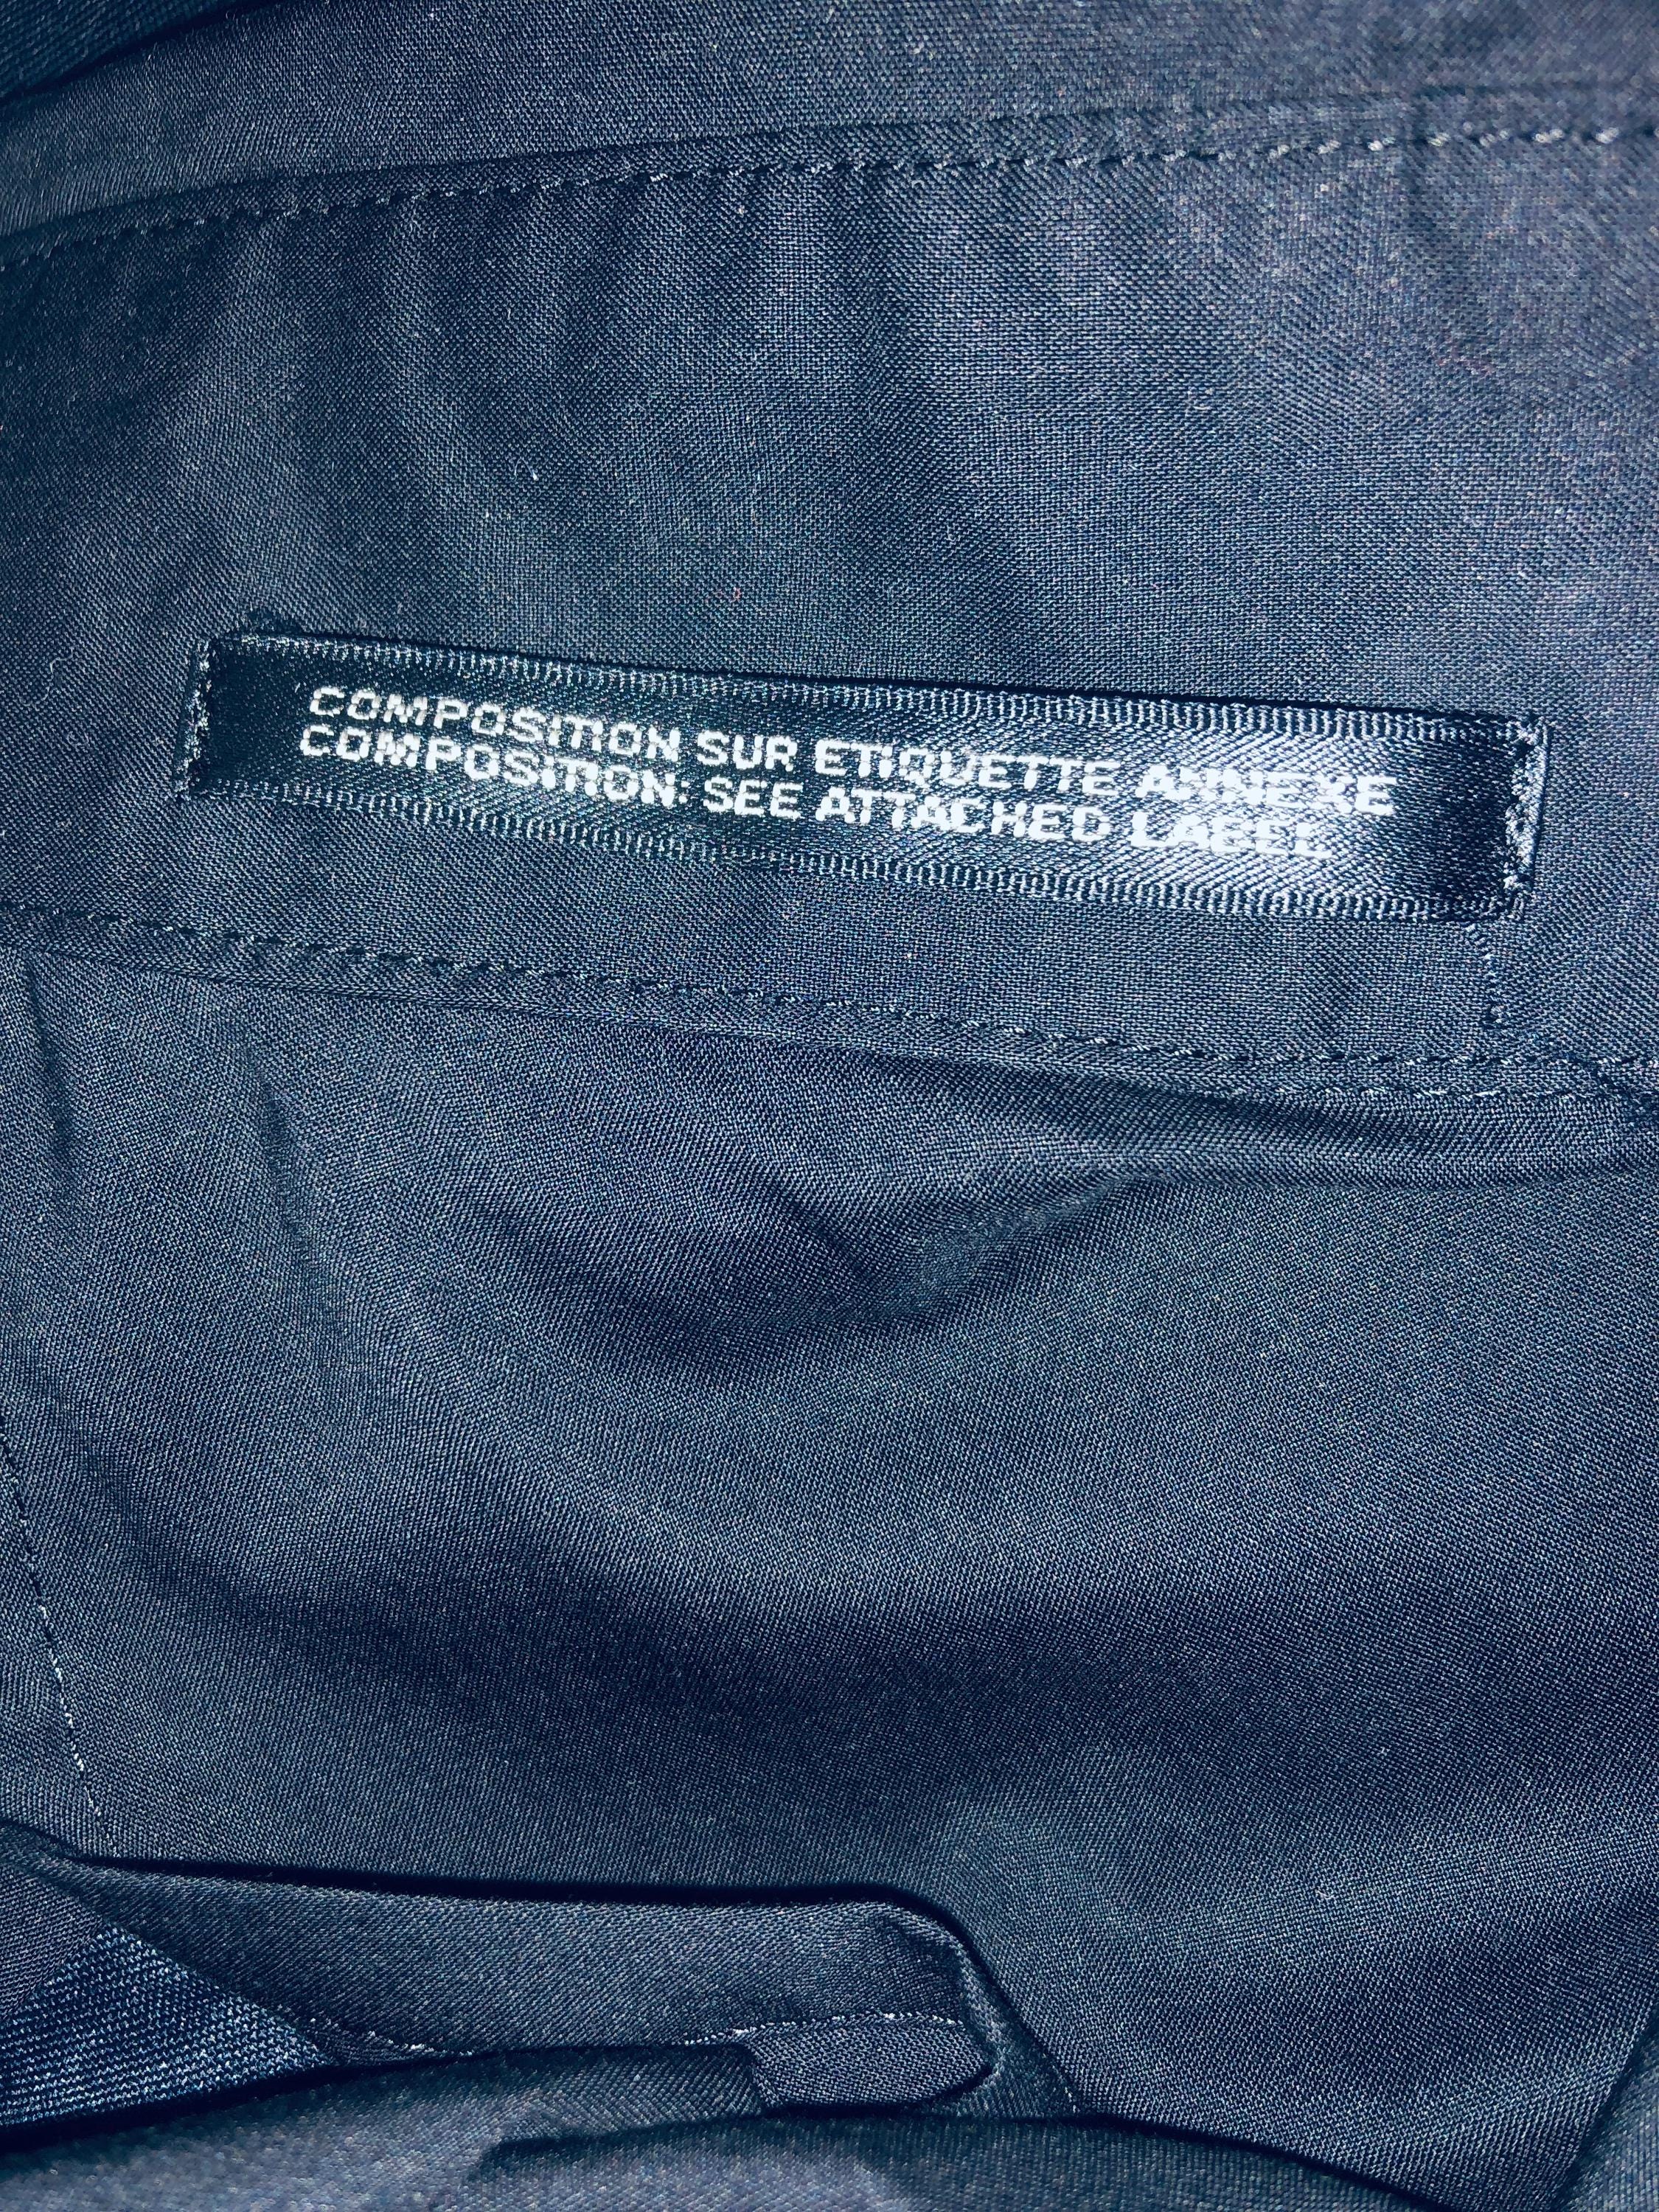 COMPOSITION SUR ETIQUETTE ANNEXE
COMPOSITION: SEE ATTACHED LABEL